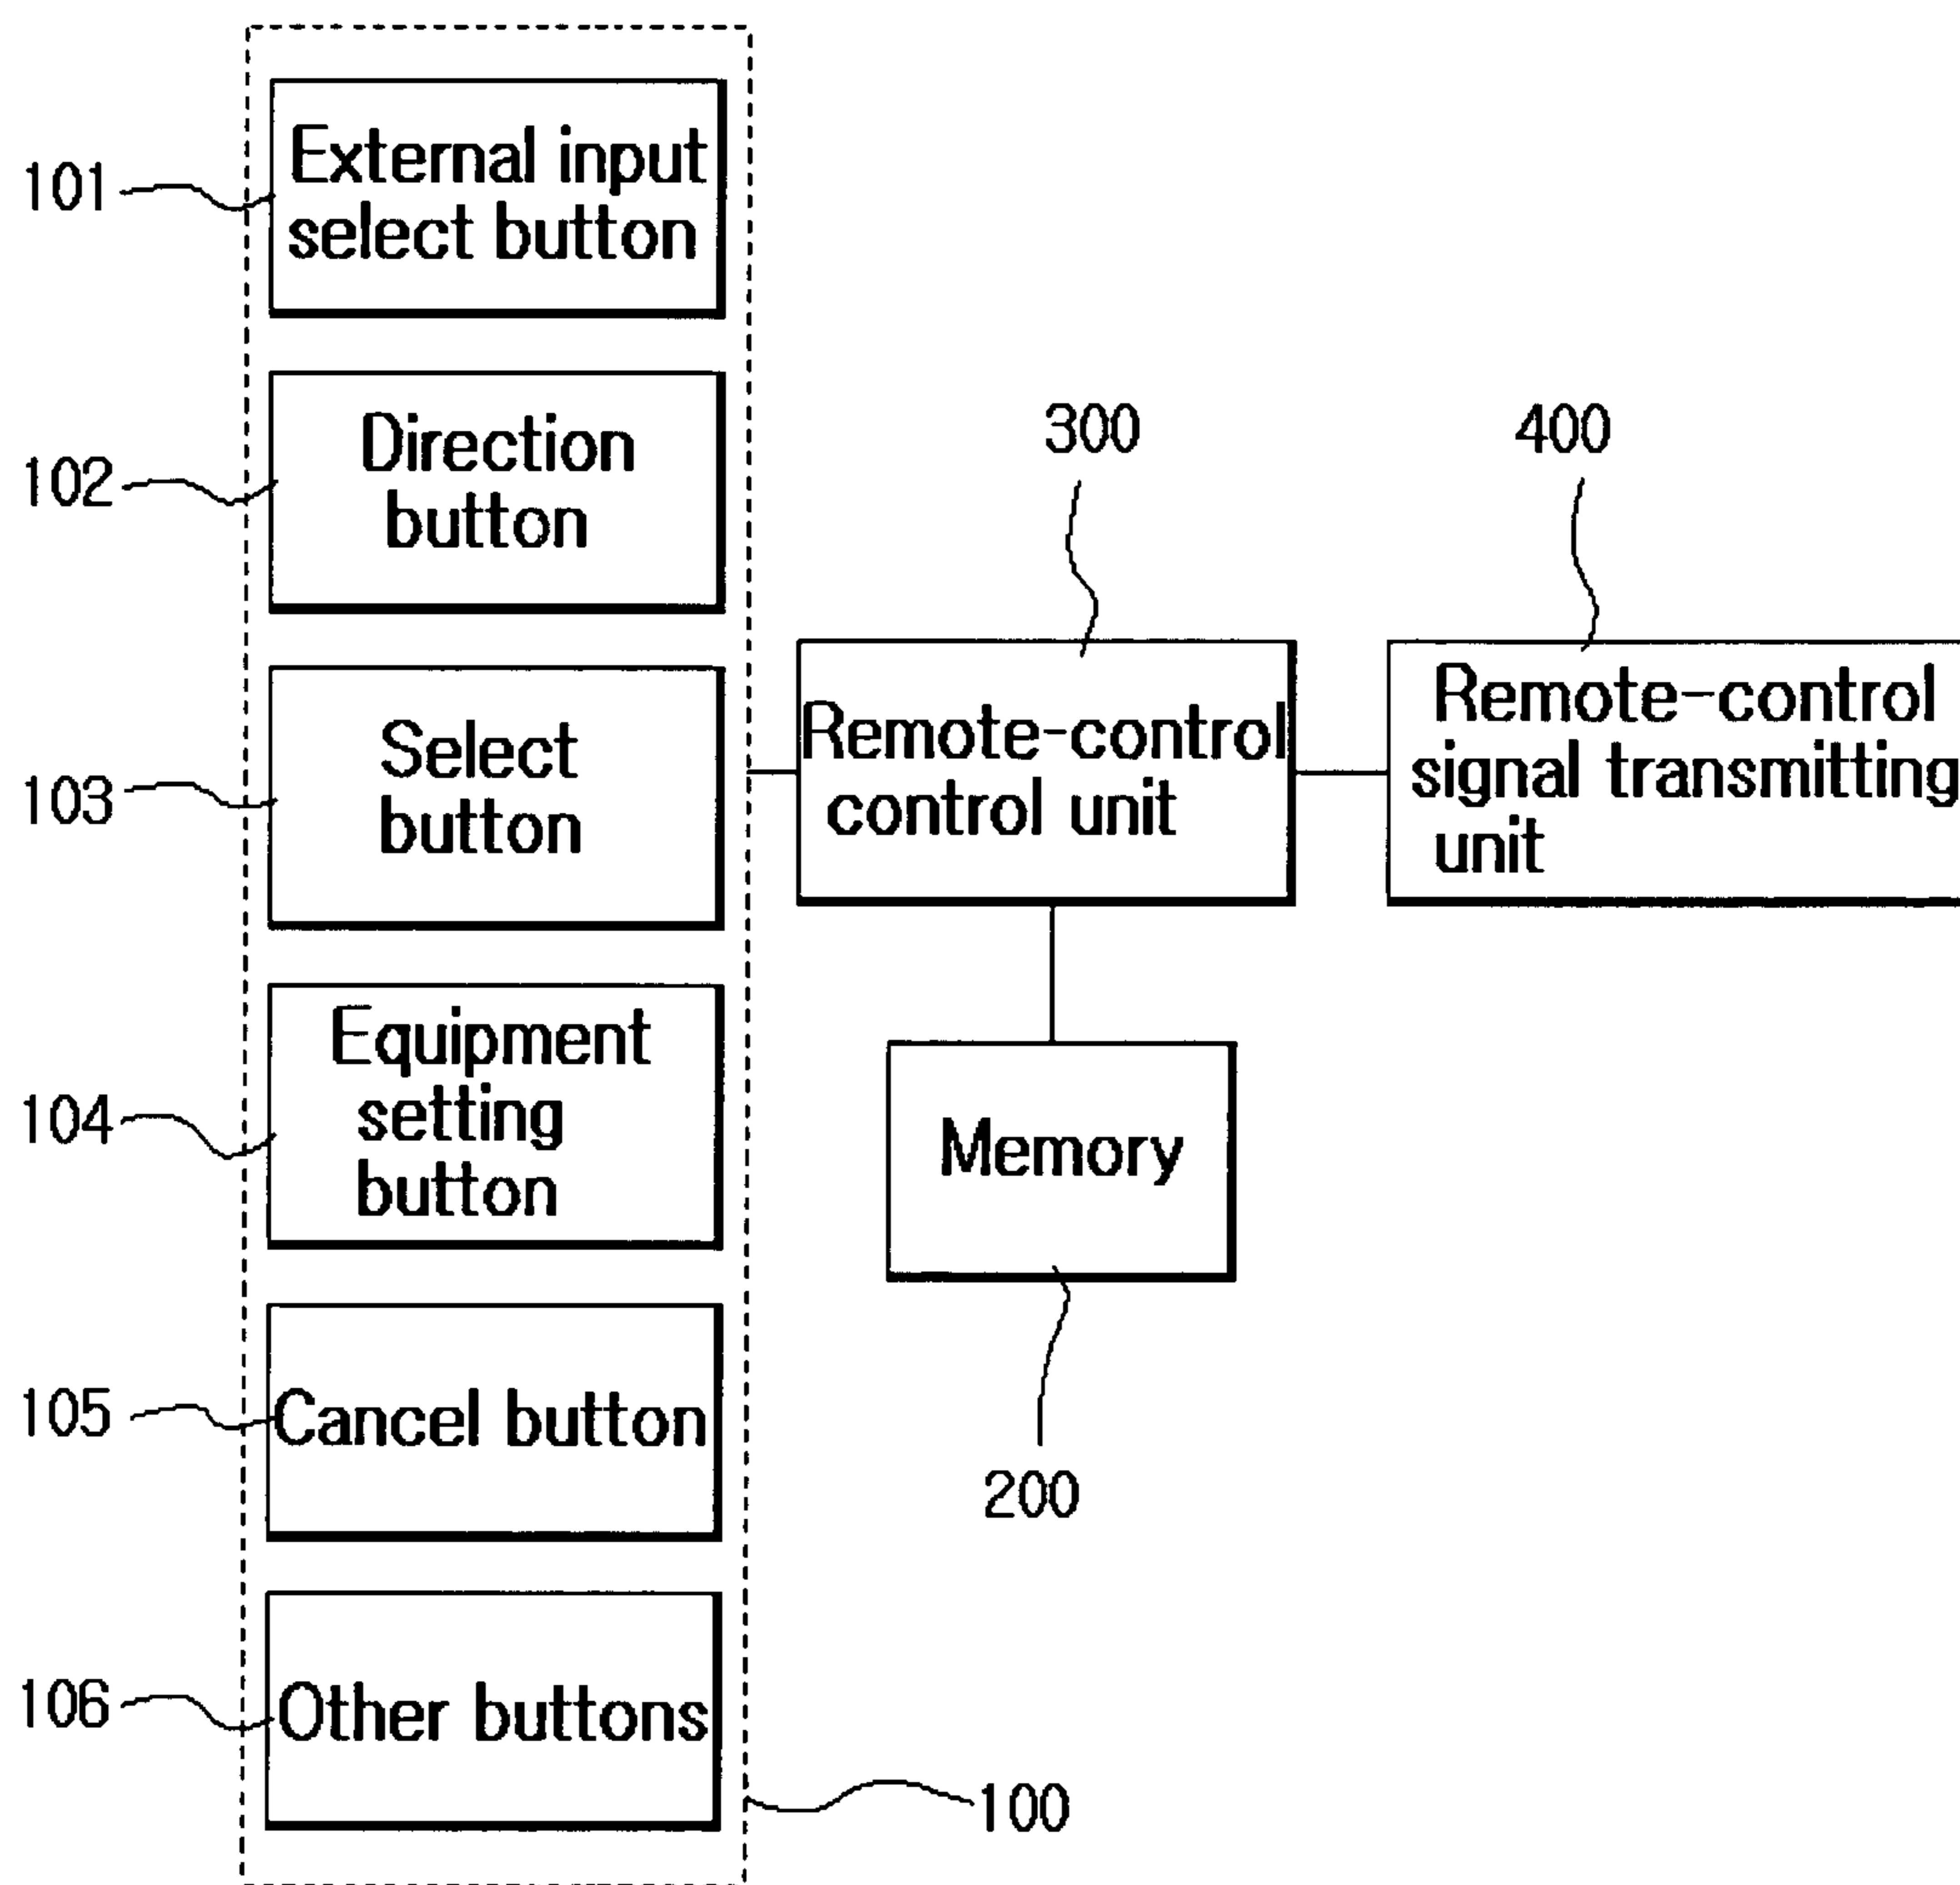 101
External input
select button
102
Direction
button
103
Select
button
104
Equipment
setting
button
105
Cancel button
106
Other buttons
100
300
Remote-control
control unit
400
Remote-control
signal transmitting
unit
Memory
200